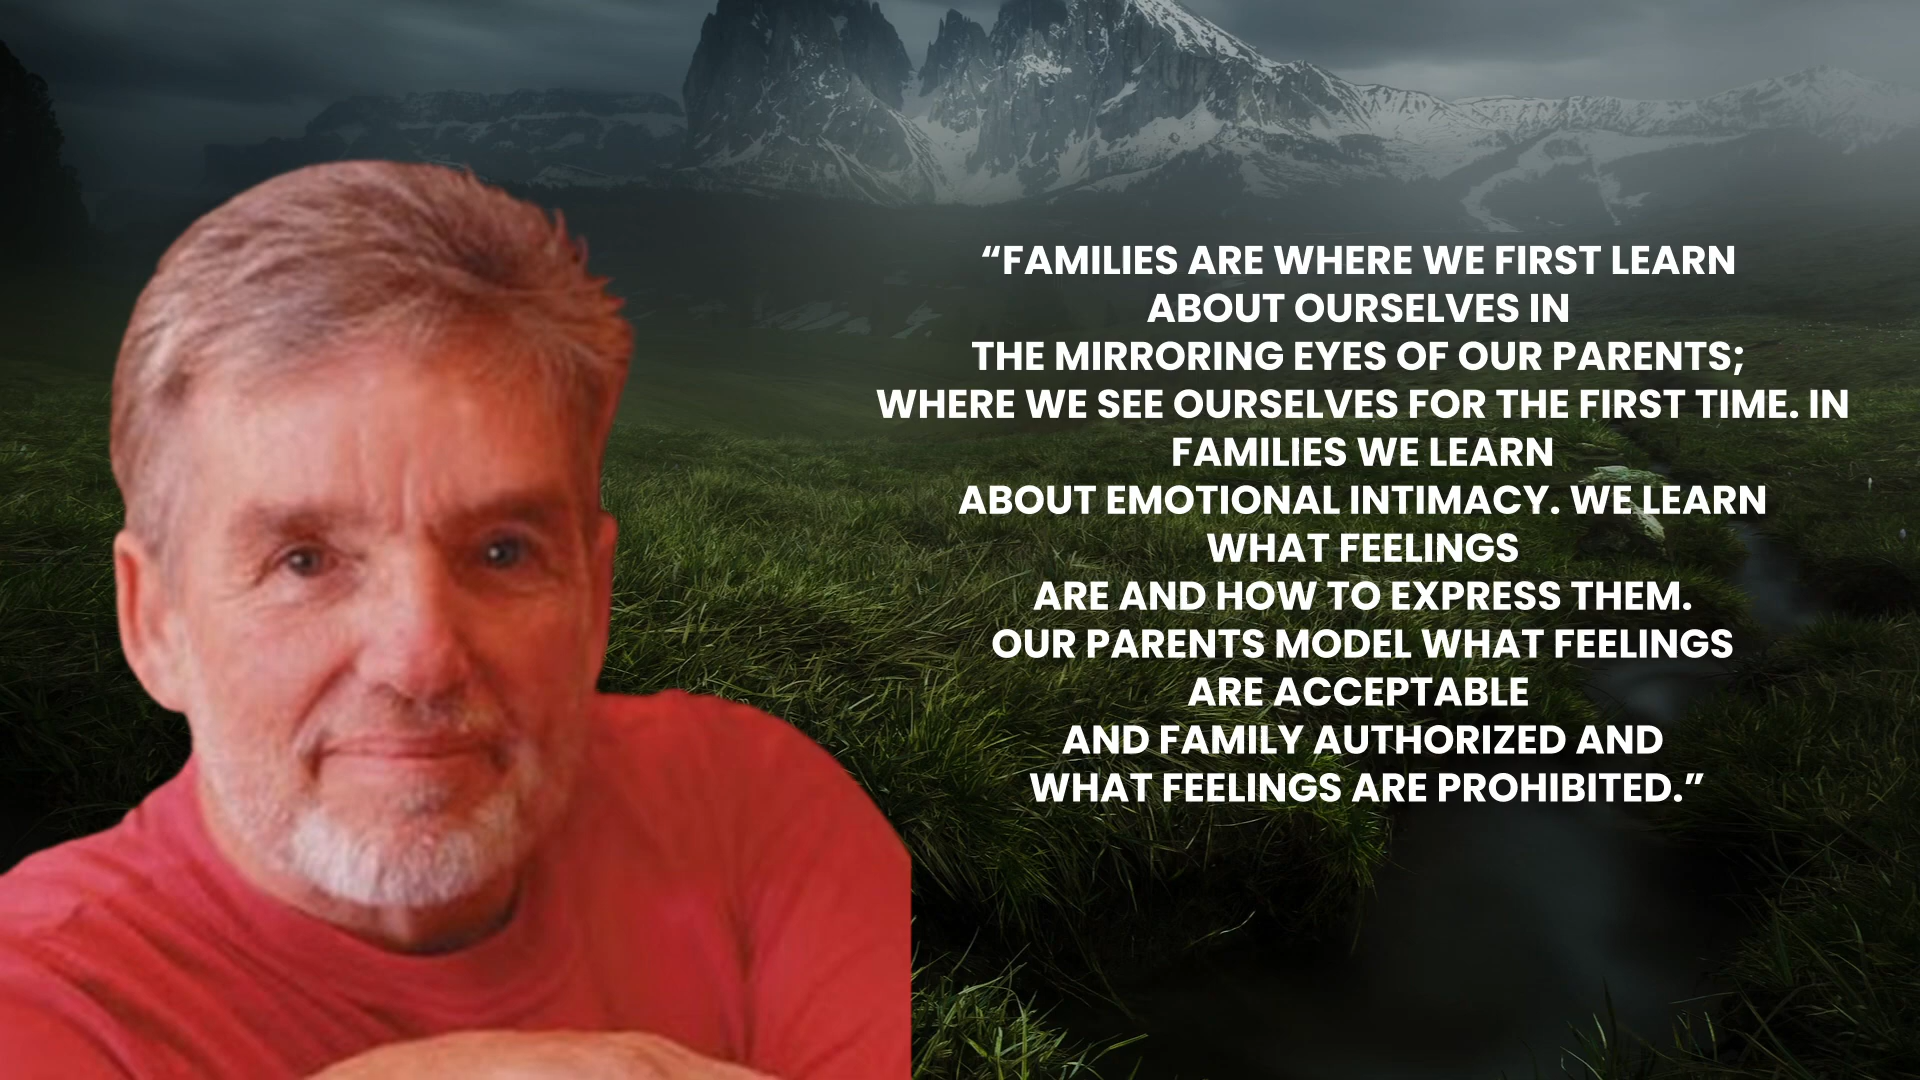 “FAMILIES ARE WHERE WE FIRST LEARN
ABOUT OURSELVES IN
THE MIRRORING EYES OF OUR PARENTS;
WHERE WE SEE OURSELVES FOR THE FIRST TIME. IN
FAMILIES WE LEARN
ABOUT EMOTIONAL INTIMACY. WE LEARN
WHAT FEELINGS
ARE AND HOW TO EXPRESS THEM.
OUR PARENTS MODEL WHAT FEELINGS
ARE ACCEPTABLE
AND FAMILY AUTHORIZED AND
WHAT FEELINGS ARE PROHIBITED.”